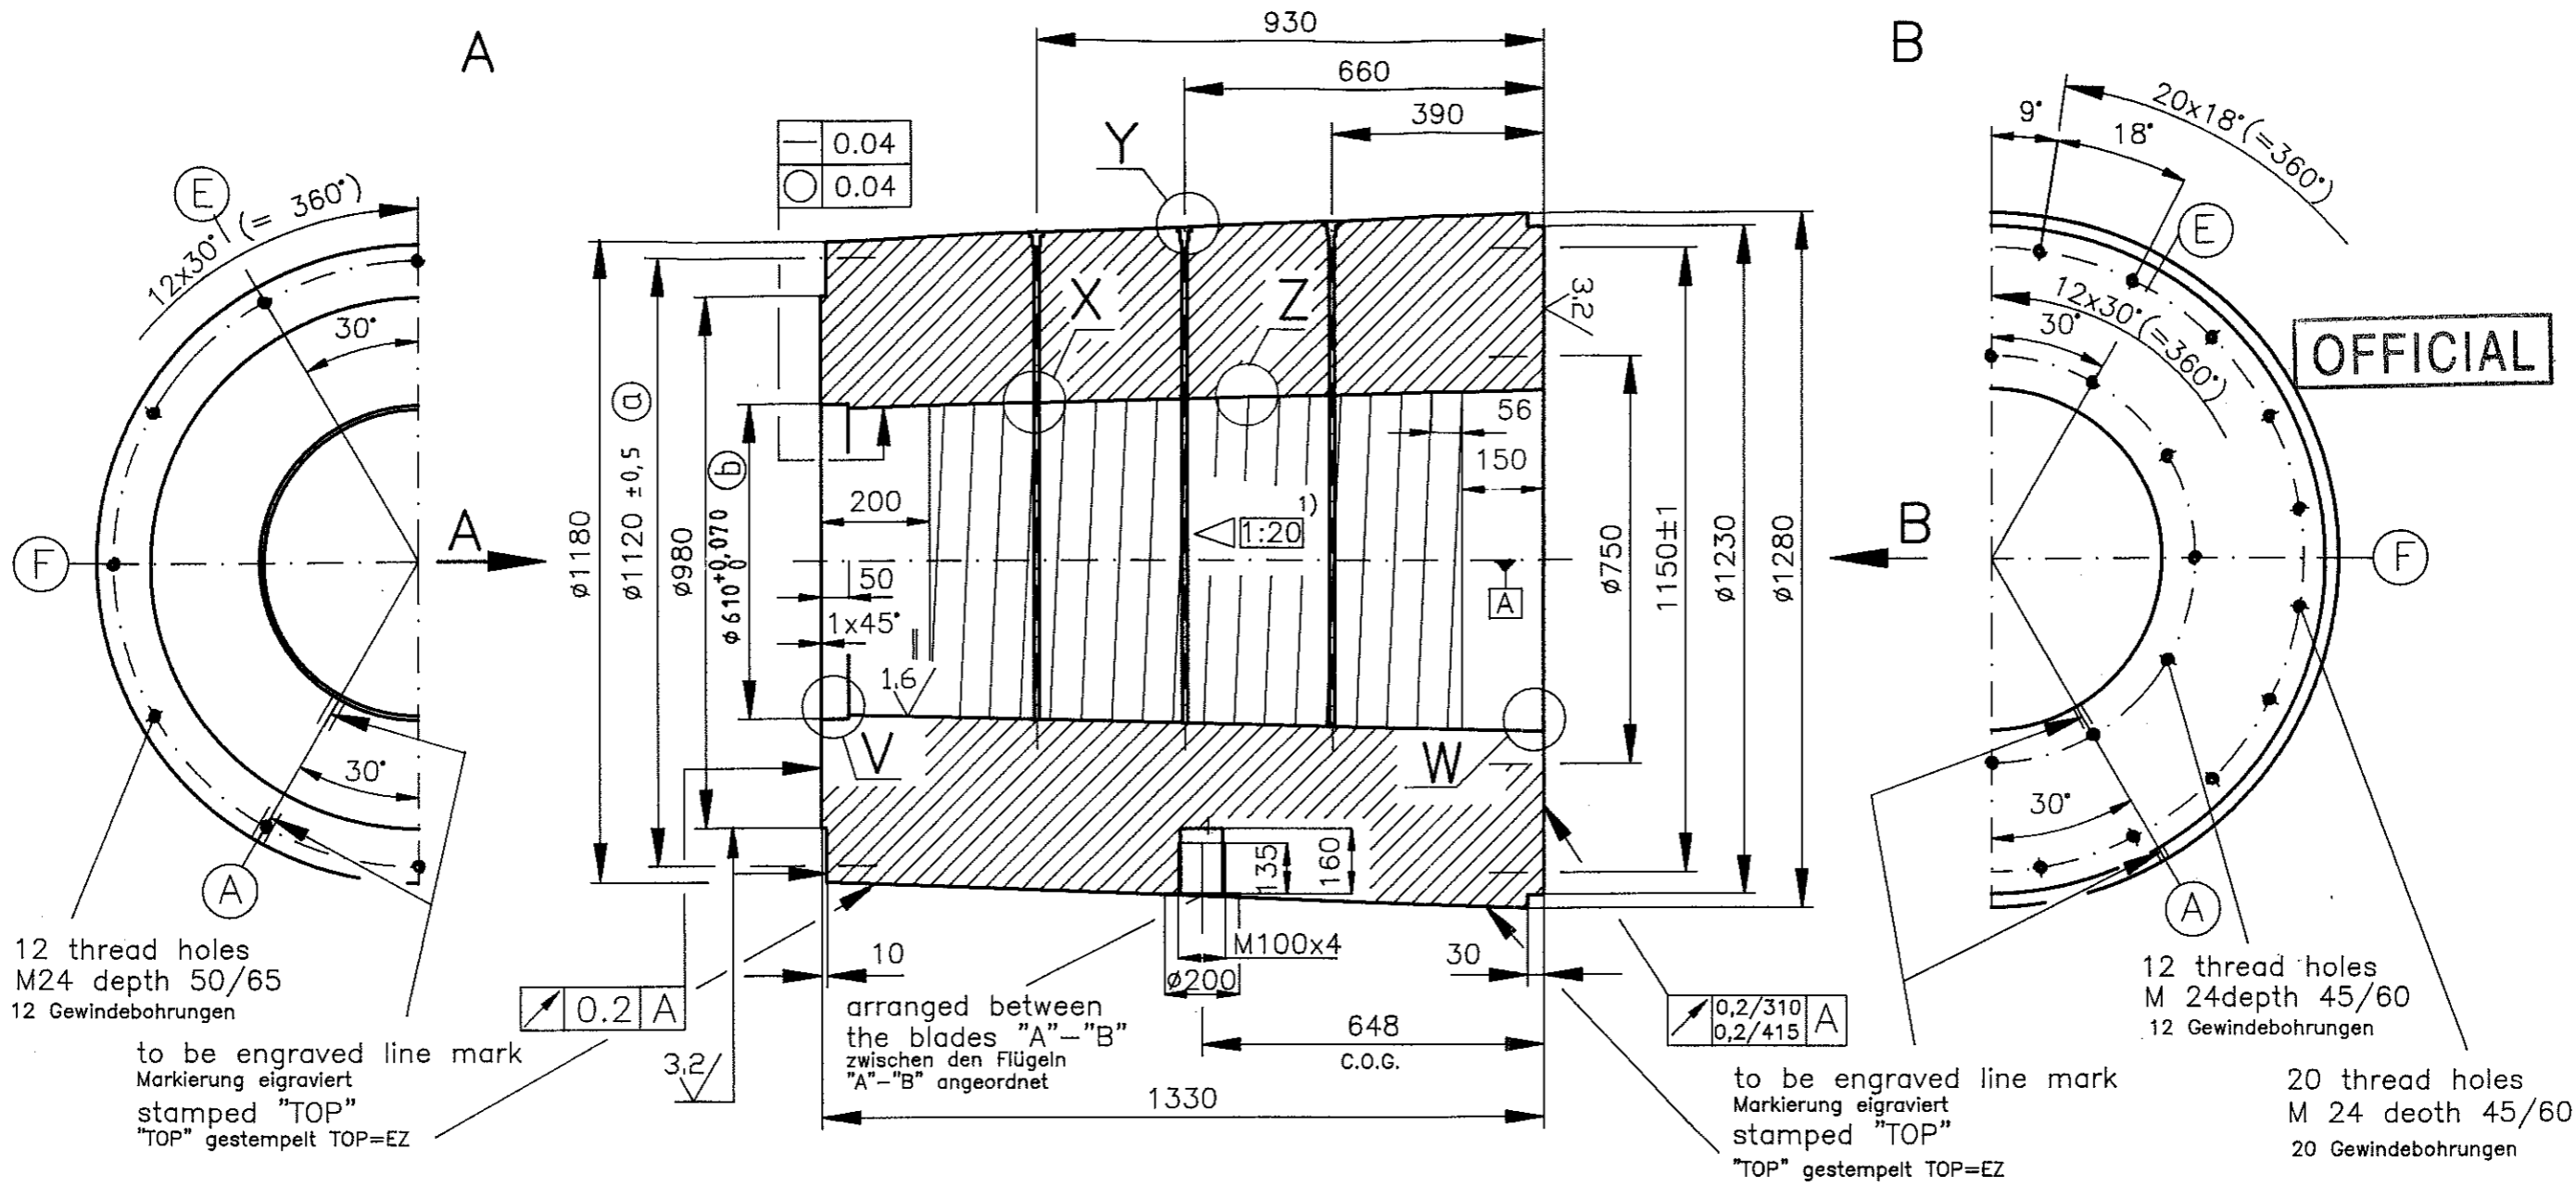 A
930
B
660
390
20x18°(=360°)
9°
18°
— 0.04
○ 0.04
Y
E
12x30° (= 360°)
30°
X
Z
3,2
E
12x30°(=360°)
30°
OFFICIAL
56
150
200
1:20 1)
A
50
1x45°
1,6
A
F
ø1180
ø1120 ±0,5 a
ø980
ø610 +0,070 0 b
ø750
1150±1
ø1230
ø1280
B
F
V
W
30°
A
30°
A
135
160
M100x4
ø200
10
30
12 thread holes
M24 depth 50/65
12 Gewindebohrungen
0.2 A
3,2
arranged between
the blades "A"-"B"
zwischen den Flügeln
"A"-"B" angeordnet
648
C.O.G.
1330
0,2/310
0,2/415 A
12 thread holes
M 24depth 45/60
12 Gewindebohrungen
to be engraved line mark
Markierung eigraviert
stamped "TOP"
"TOP" gestempelt TOP=EZ
to be engraved line mark
Markierung eigraviert
stamped "TOP"
"TOP" gestempelt TOP=EZ
20 thread holes
M 24 deoth 45/60
20 Gewindebohrungen